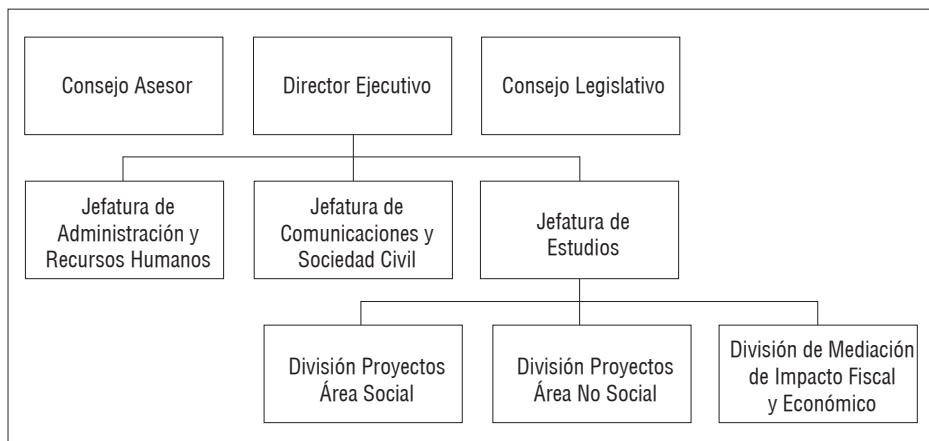 Consejo Asesor
Director Ejecutivo
Consejo Legislativo
Jefatura de
Administración y
Recursos Humanos
Jefatura de
Comunicaciones y
Sociedad Civil
Jefatura de
Estudios
División Proyectos
Área Social
División Proyectos
Área No Social
División de Mediación
de Impacto Fiscal
y Económico